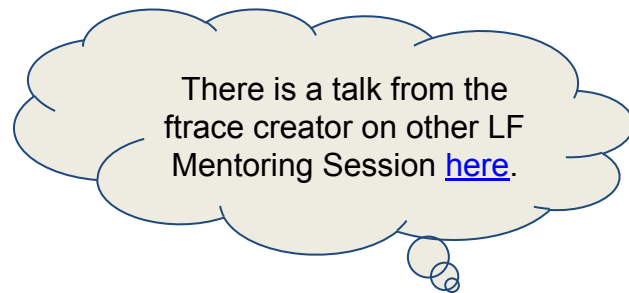 There is a talk from the
ftrace creator on other LF
Mentoring Session here.